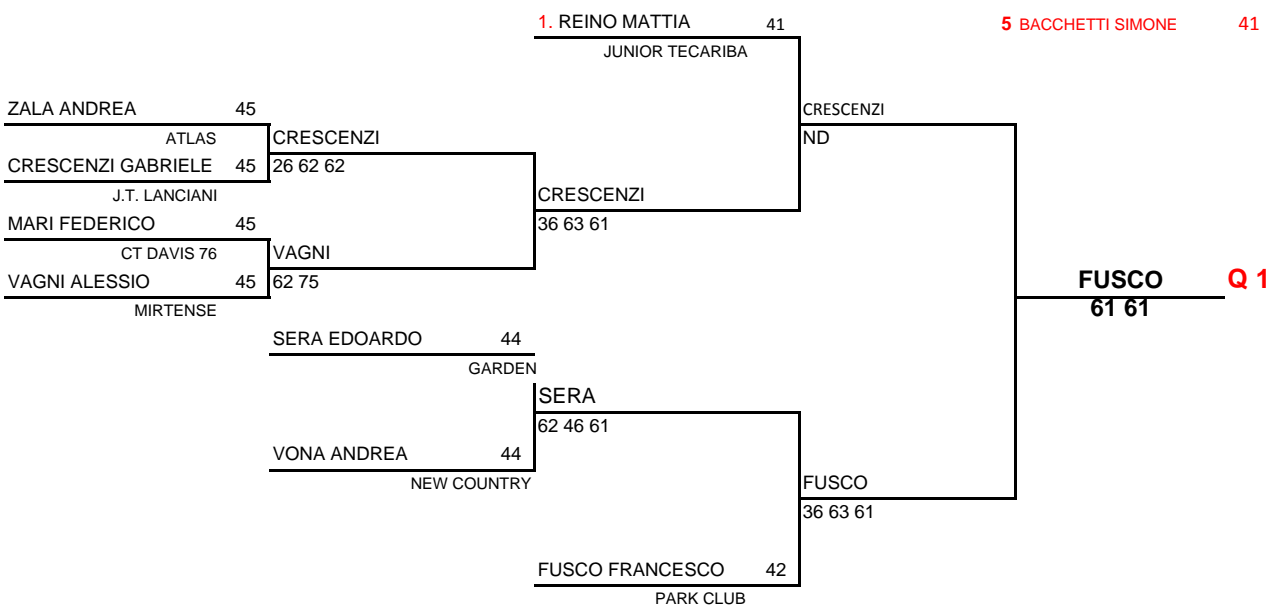 1. REINO MATTIA 41
5 BACCHETTI SIMONE 41
JUNIOR TECARIBA
ZALA ANDREA 45
CRESCENZI
ATLAS
CRESCENZI
ND
CRESCENZI GABRIELE 45
26 62 62
J.T. LANCIANI
CRESCENZI
MARI FEDERICO 45
36 63 61
CT DAVIS 76
VAGNI
VAGNI ALESSIO 45
62 75
FUSCO Q 1
MIRTENSE
61 61
SERA EDOARDO 44
GARDEN
SERA
62 46 61
VONA ANDREA 44
NEW COUNTRY
FUSCO
36 63 61
FUSCO FRANCESCO 42
PARK CLUB